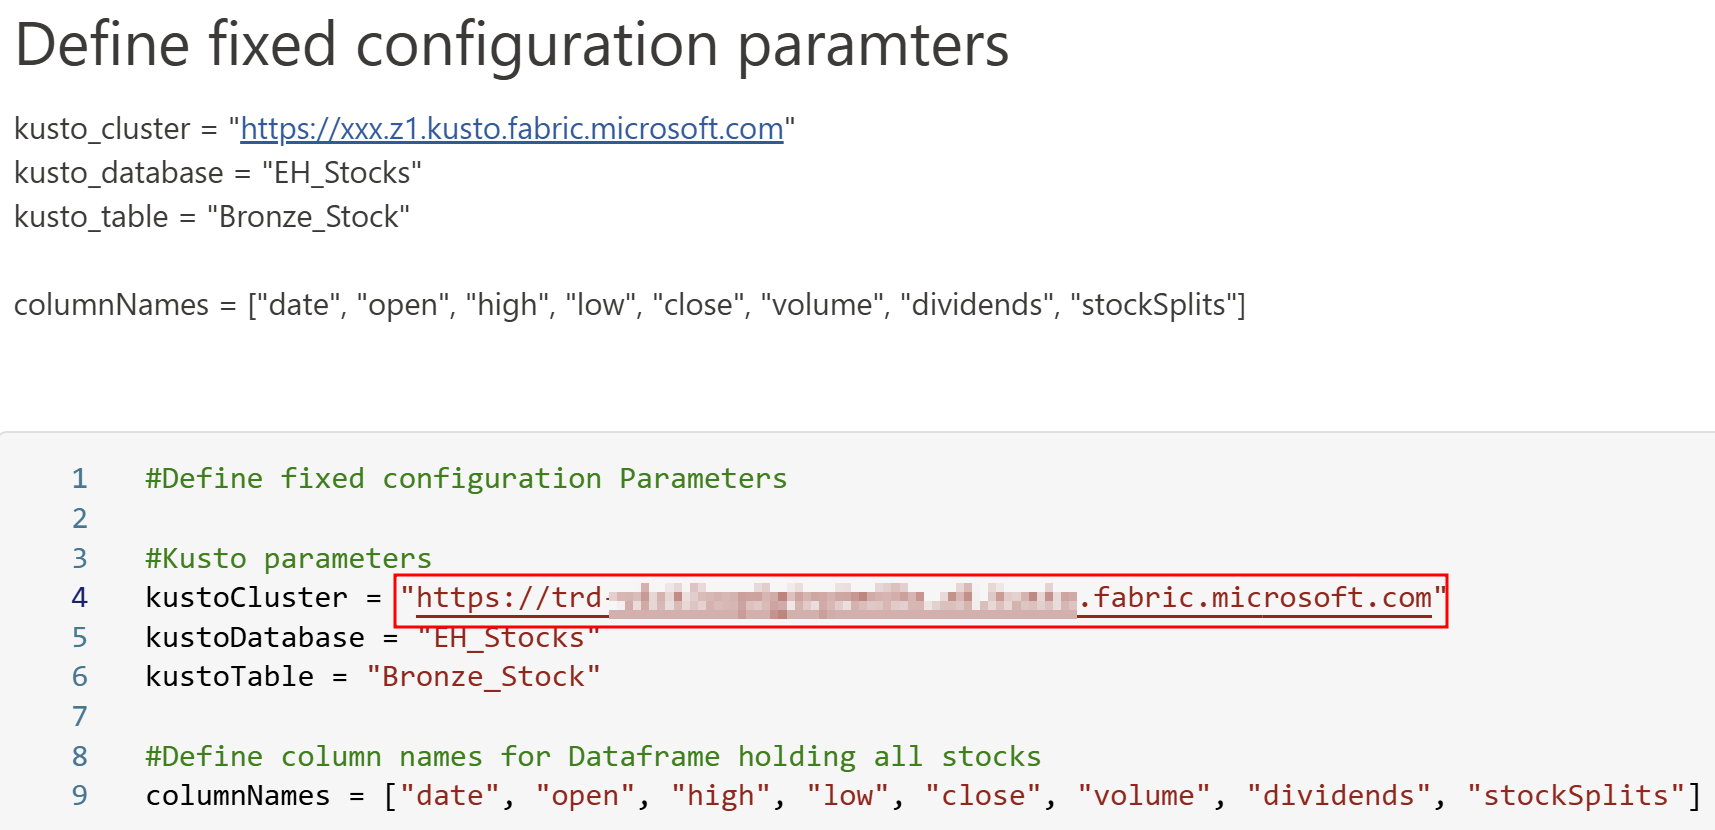 Define fixed configuration paramters
kusto_cluster = "https://xxx.z1.kusto.fabric.microsoft.com"
kusto_database = "EH_Stocks"
kusto_table = "Bronze_Stock"
columnNames = ["date", "open", "high", "low", "close", "volume", "dividends", "stockSplits"]
1 #Define fixed configuration Parameters
2
3 #Kusto parameters
4 kustoCluster = "https://trd- .fabric.microsoft.com"
5 kustoDatabase = "EH_Stocks"
6 kustoTable = "Bronze_Stock"
7
8 #Define column names for Dataframe holding all stocks
9 columnNames = ["date", "open", "high", "low", "close", "volume", "dividends", "stockSplits"]